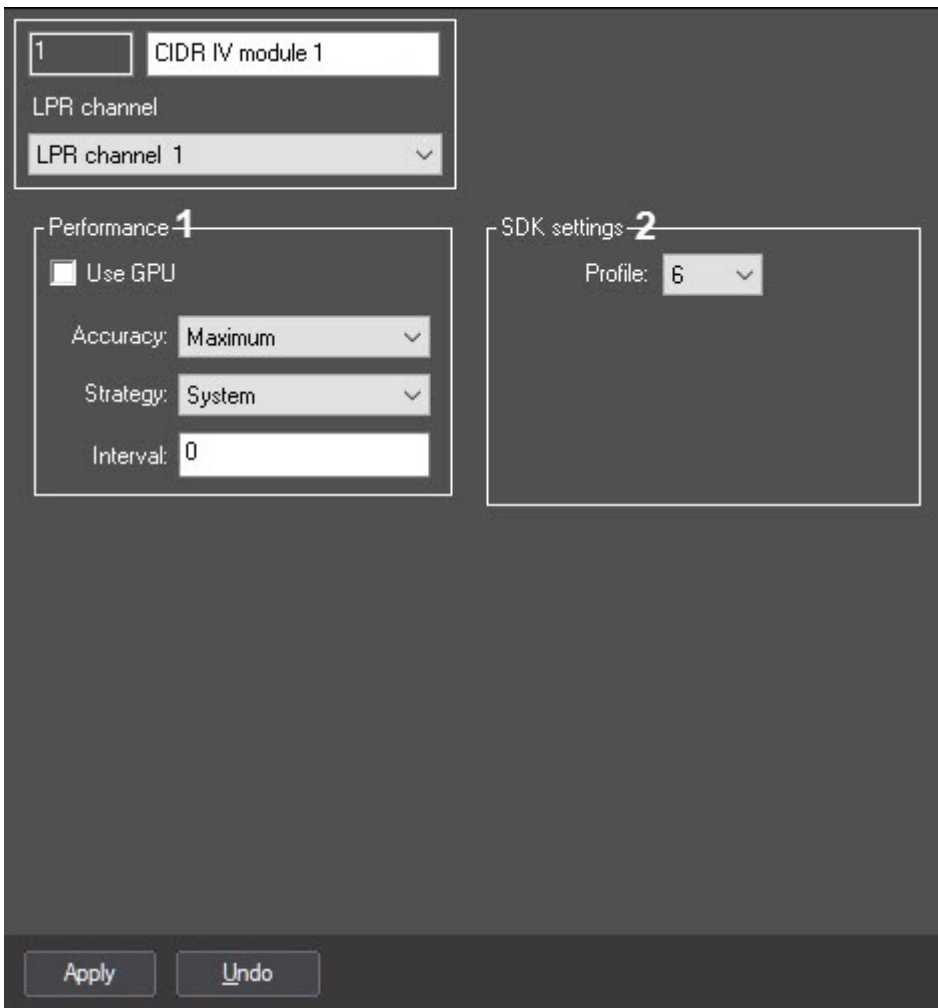 1 CIDR IV module 1
LPR channel
LPR channel 1
Performance 1
Use GPU
Accuracy: Maximum
Strategy: System
Interval: 0
SDK settings 2
Profile: 6
Apply Undo